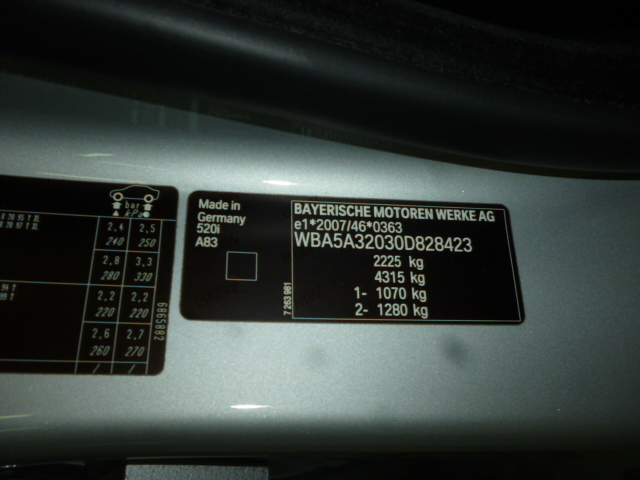 bar
kPa
2,4 2,5
240 250
2,8 3,3
280 330
2,2 2,2
220 220
2,6 2,7
260 270
/ /
6865882
Made in
Germany
520i
A83
7 263 981
BAYERISCHE MOTOREN WERKE AG
e1*2007/46*0363
WBA5A32030D828423
2225 kg
4315 kg
1- 1070 kg
2- 1280 kg